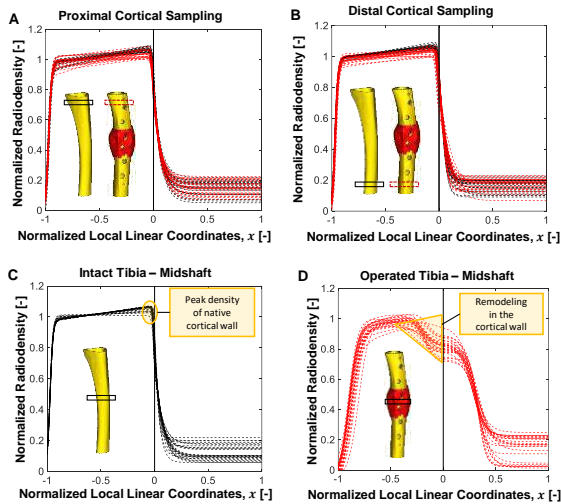 A
Proximal Cortical Sampling
Normalized Radiodensity [-]
1.2
1
0.8
0.6
0.4
0.2
0
-1
-0.5
0
0.5
1
Normalized Local Linear Coordinates, x [-]
B
Distal Cortical Sampling
Normalized Radiodensity [-]
1.2
1
0.8
0.6
0.4
0.2
0
-1
-0.5
0
0.5
1
Normalized Local Linear Coordinates, x [-]
C
Intact Tibia – Midshaft
Normalized Radiodensity [-]
1.2
1
0.8
0.6
0.4
0.2
0
Peak density
of native
cortical wall
-1
-0.5
0
0.5
1
Normalized Local Linear Coordinates, x [-]
D
Operated Tibia – Midshaft
Normalized Radiodensity [-]
1.2
1
0.8
0.6
0.4
0.2
0
Remodeling
in the
cortical wall
-1
-0.5
0
0.5
1
Normalized Local Linear Coordinates, x [-]